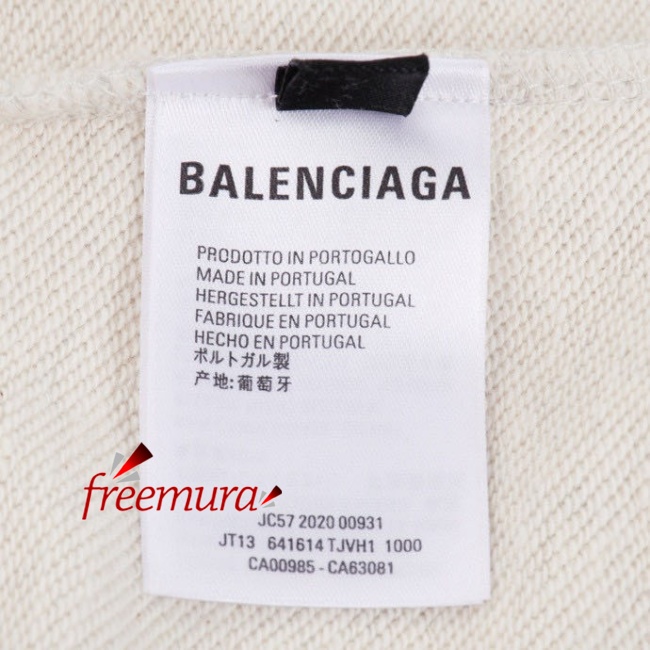 BALENCIAGA
PRODOTTO IN PORTOGALLO
MADE IN PORTUGAL
HERGESTELLT IN PORTUGAL
FABRIQUE EN PORTUGAL
HECHO EN PORTUGAL
ポルトガル製
产地:葡萄牙
freemura
JC57 2020 00931
JT13 641614 TJVH1 1000
CA00985 - CA63081